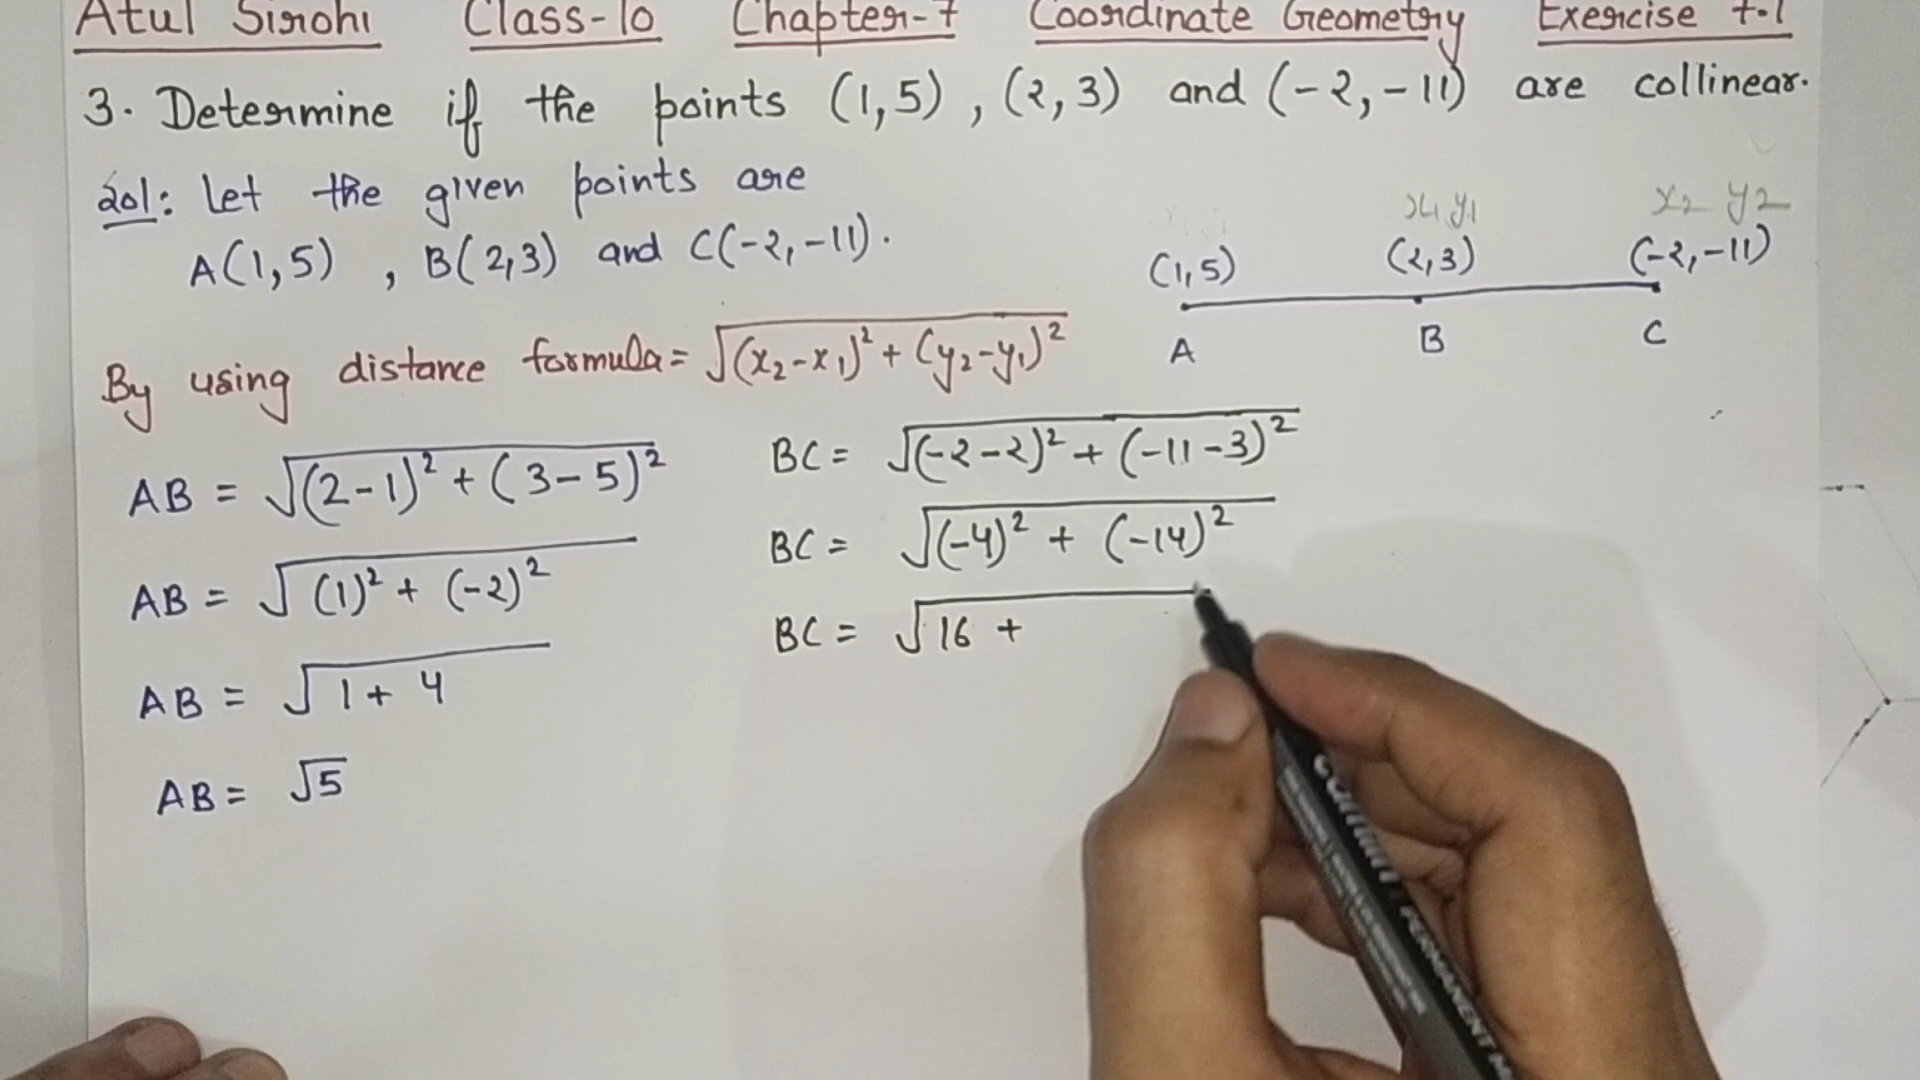 Atul Sirohi Class-10 Chapter-7 Coordinate Geometry Exercise 7.1
3. Determine if the points (1,5), (2,3) and (-2,-11) are collinear.
Sol: Let the given points are
A(1,5) , B(2,3) and C(-2,-11).
x₁ y₁ x₂ y₂
(1,5) (2,3) (-2,-11)
A B C
By using distance formula = √(x₂-x₁)² + (y₂-y₁)²
AB = √(2-1)² + (3-5)²
AB = √(1)² + (-2)²
AB = √1 + 4
AB = √5
BC = √(-2-2)² + (-11-3)²
BC = √(-4)² + (-14)²
BC = √16 +